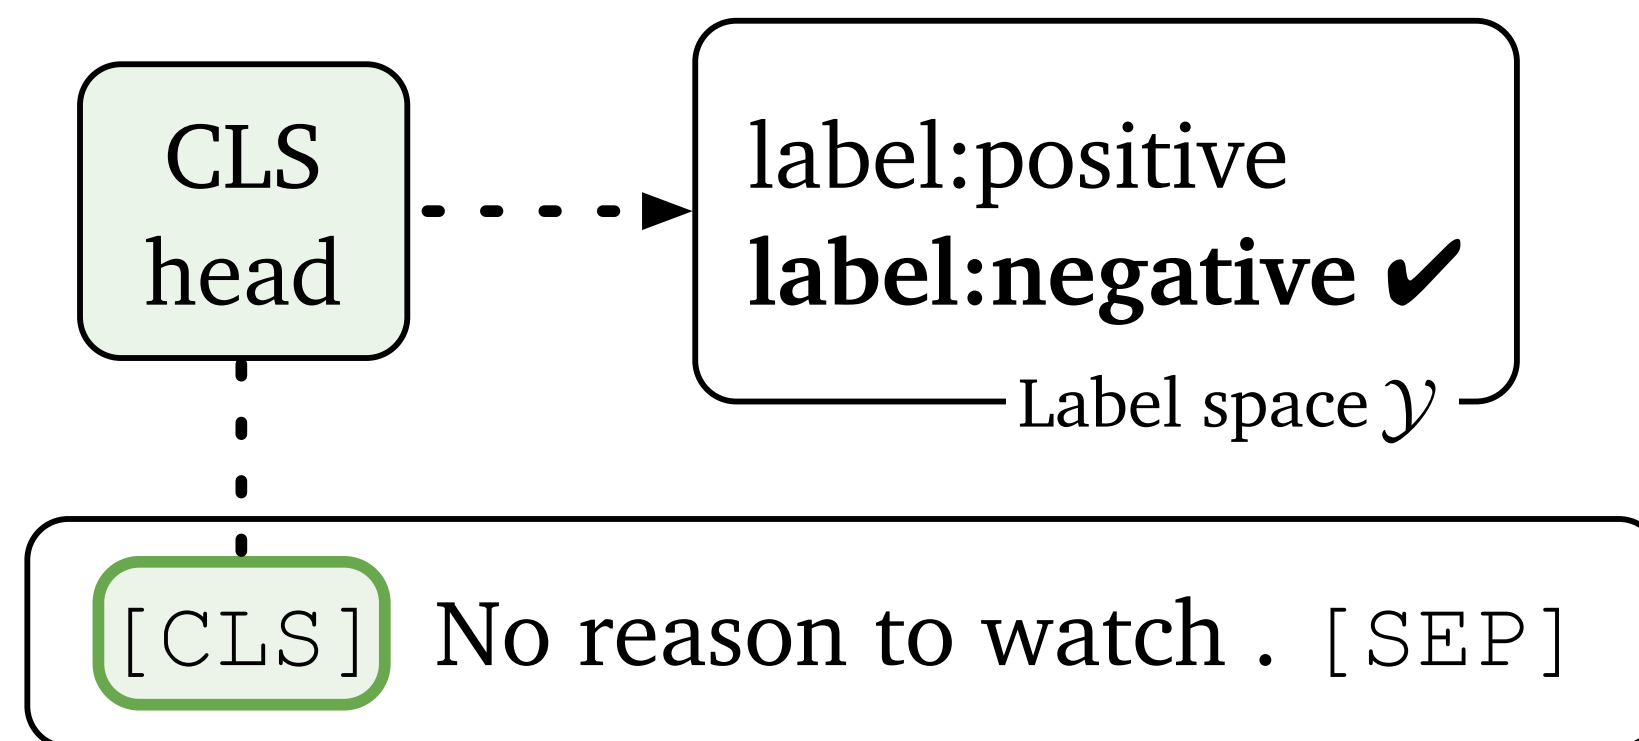 CLS
head
label:positive
label:negative ✔
Label space 𝒴
[CLS] No reason to watch . [SEP]